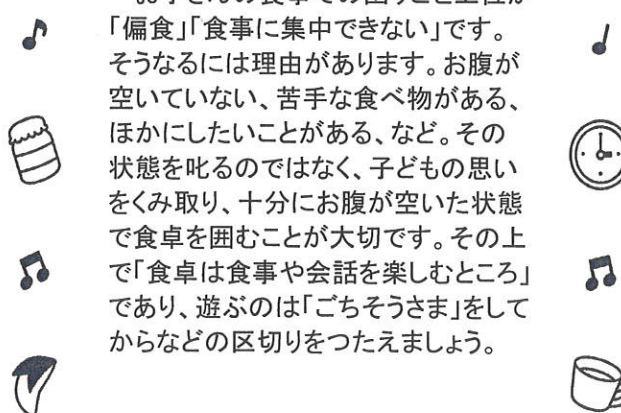 「偏食」「食事に集中できない」です。
そうなるには理由があります。お腹が
空いていない、苦手な食べ物がある、
ほかにしたいことがある、など。その
状態を叱るのではなく、子どもの思い
をくみ取り、十分にお腹が空いた状態
で食卓を囲むことが大切です。その上
で「食卓は食事や会話を楽しむところ」
であり、遊ぶのは「ごちそうさま」をして
からなどの区切りをつたえましょう。